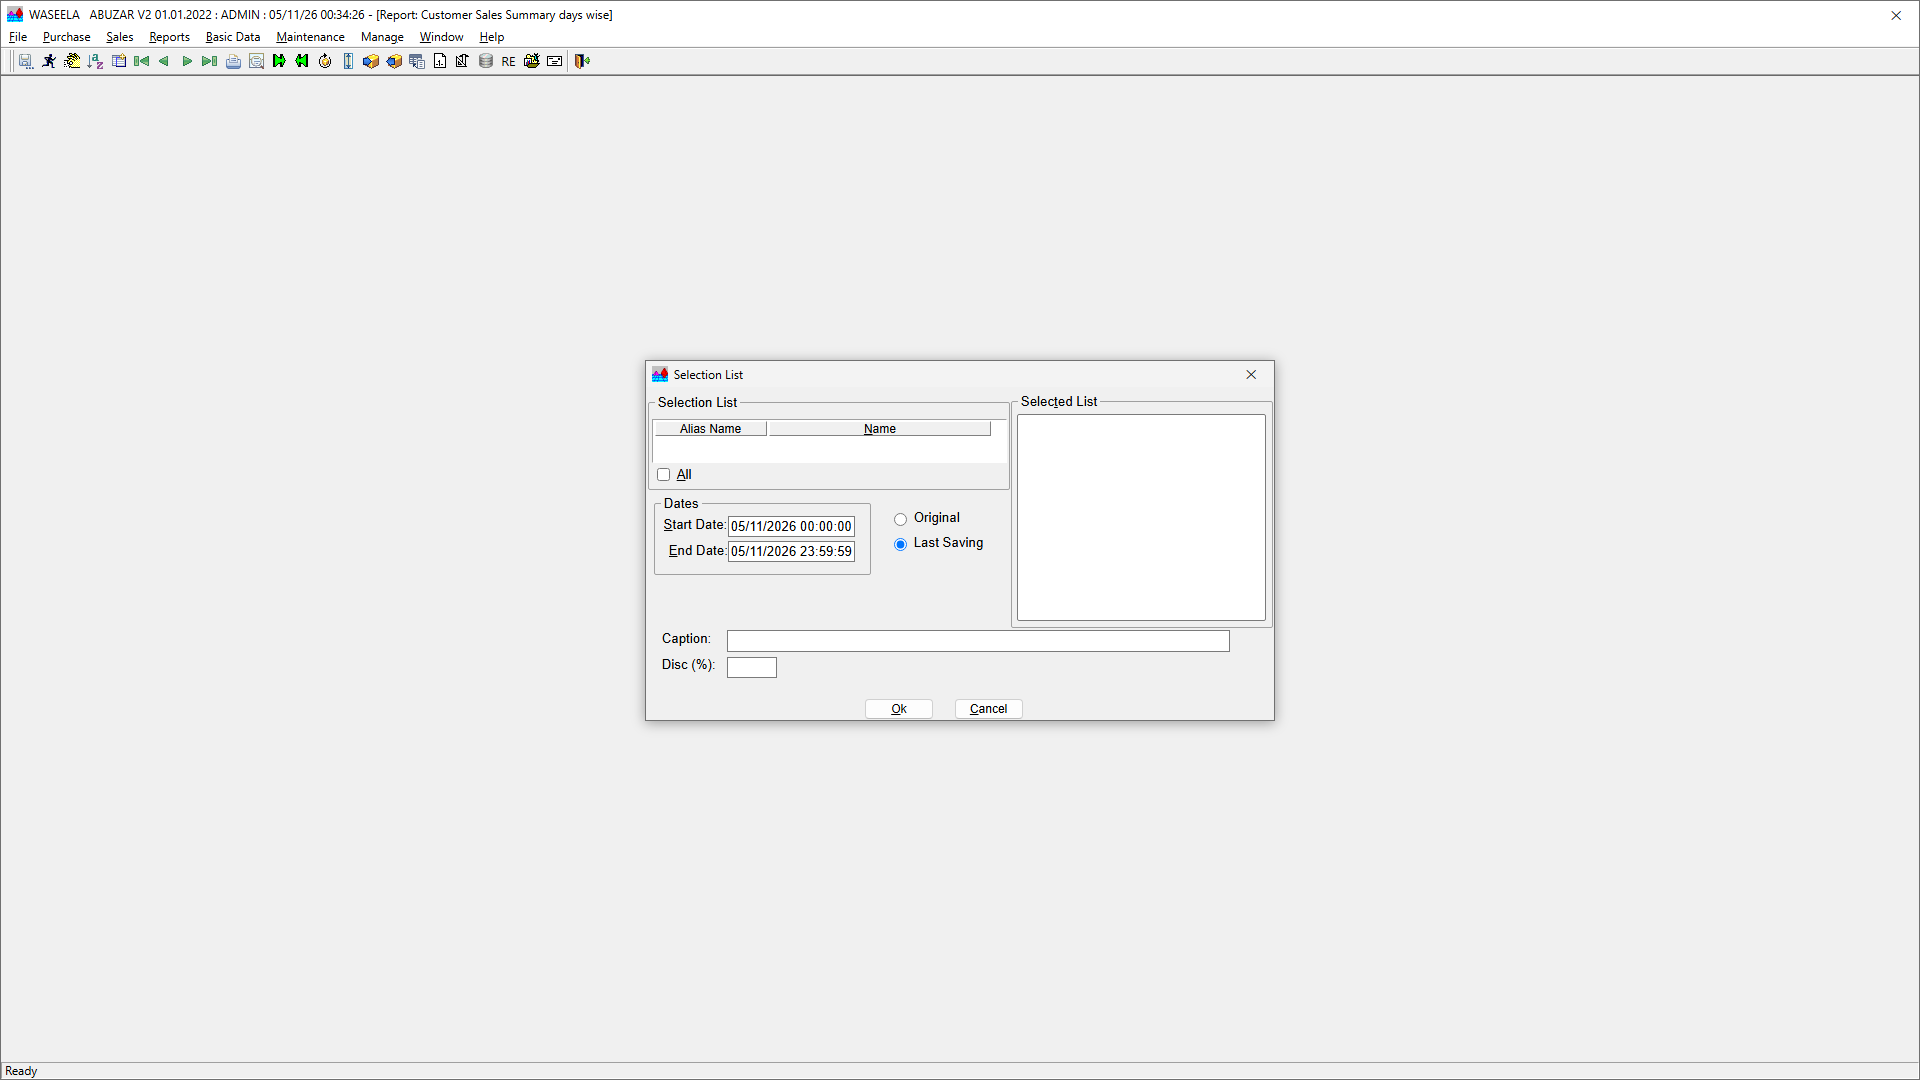 WASEELA   ABUZAR V2 01.01.2022 : ADMIN : 05/11/26 00:34:26 - [Report: Customer Sales Summary days wise]
File Purchase Sales Reports Basic Data Maintenance Manage Window Help
RE
Selection List
Selection List
Selected List
Alias Name Name
All
Dates
Start Date: 05/11/2026 00:00:00
End Date: 05/11/2026 23:59:59
Original
Last Saving
Caption:
Disc (%):
Ok Cancel
Ready